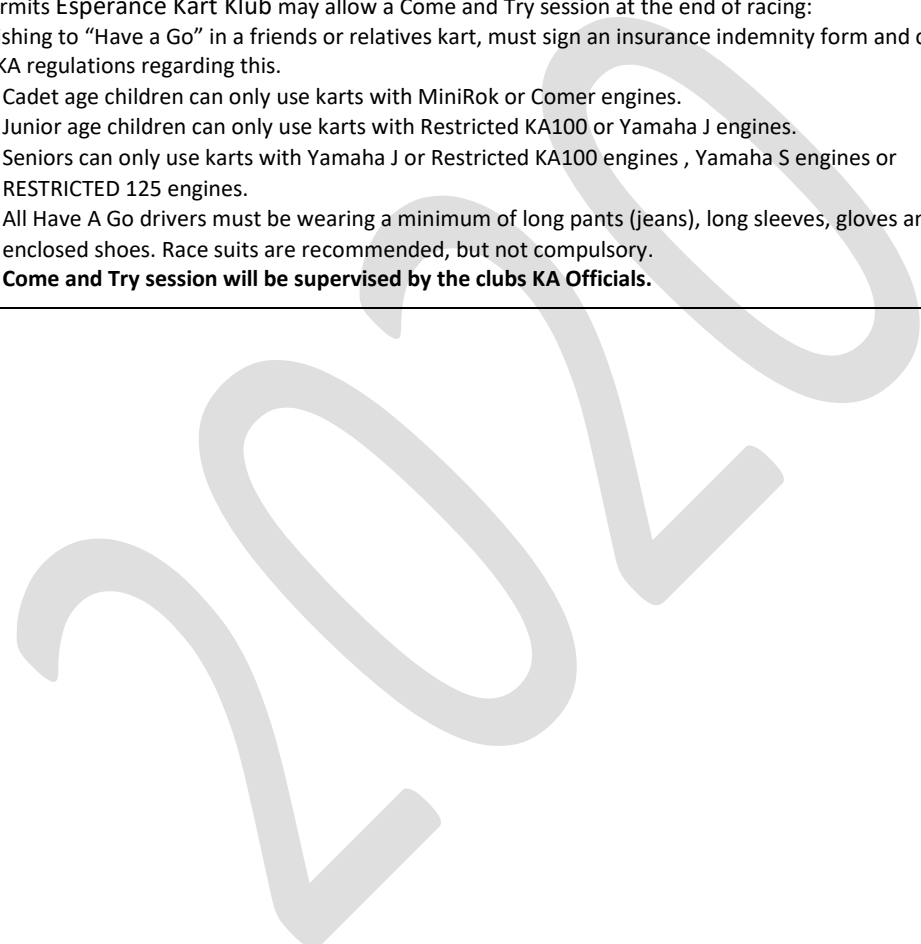 rmits Esperance Kart Klub may allow a Come and Try session at the end of racing:
shing to “Have a Go” in a friends or relatives kart, must sign an insurance indemnity form and
KA regulations regarding this.
Cadet age children can only use karts with MiniRok or Comer engines.
Junior age children can only use karts with Restricted KA100 or Yamaha J engines.
Seniors can only use karts with Yamaha J or Restricted KA100 engines , Yamaha S engines or
RESTRICTED 125 engines.
All Have A Go drivers must be wearing a minimum of long pants (jeans), long sleeves, gloves
enclosed shoes. Race suits are recommended, but not compulsory.
Come and Try session will be supervised by the clubs KA Officials.
2020